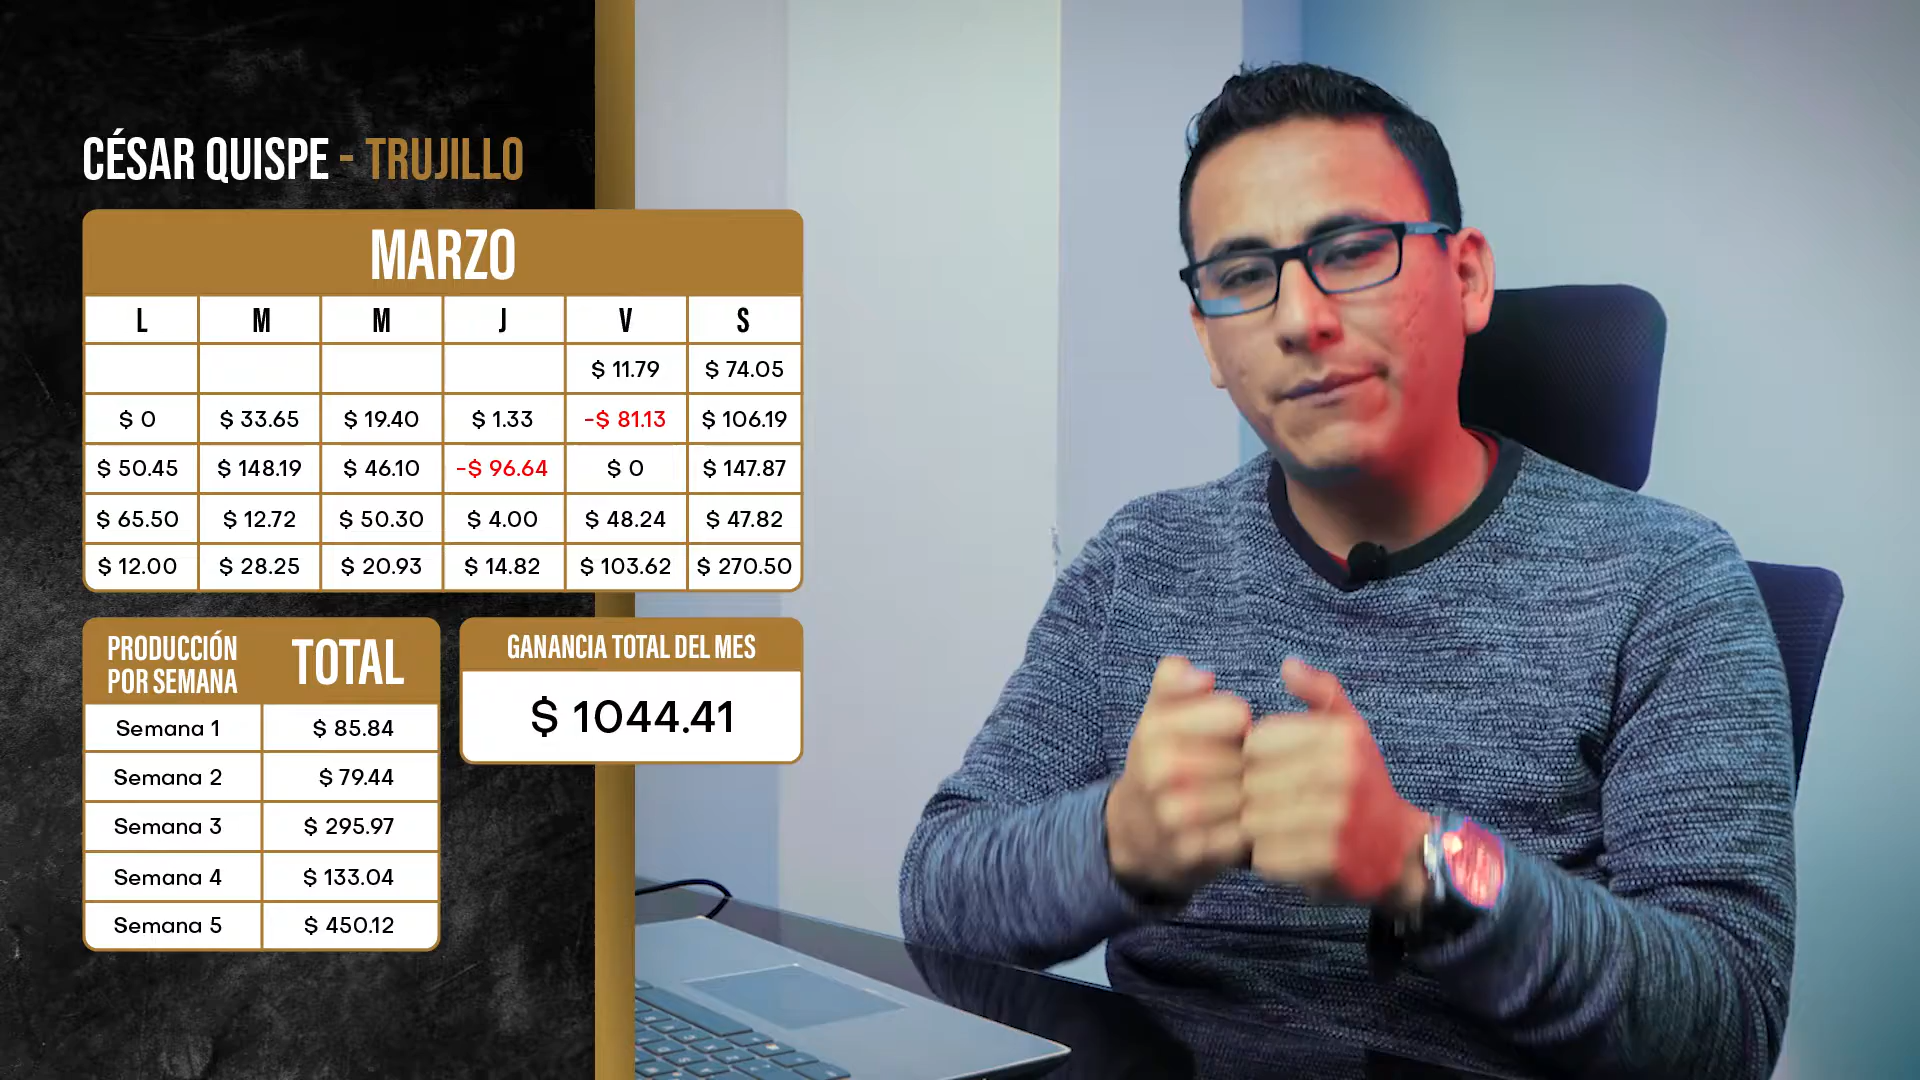 CÉSAR QUISPE - TRUJILLO
MARZO
L M M J V S
$ 11.79 $ 74.05
$ 0 $ 33.65 $ 19.40 $ 1.33 -$ 81.13 $ 106.19
$ 50.45 $ 148.19 $ 46.10 -$ 96.64 $ 0 $ 147.87
$ 65.50 $ 12.72 $ 50.30 $ 4.00 $ 48.24 $ 47.82
$ 12.00 $ 28.25 $ 20.93 $ 14.82 $ 103.62 $ 270.50
PRODUCCIÓN
POR SEMANA
TOTAL
Semana 1 $ 85.84
Semana 2 $ 79.44
Semana 3 $ 295.97
Semana 4 $ 133.04
Semana 5 $ 450.12
GANANCIA TOTAL DEL MES
$ 1044.41